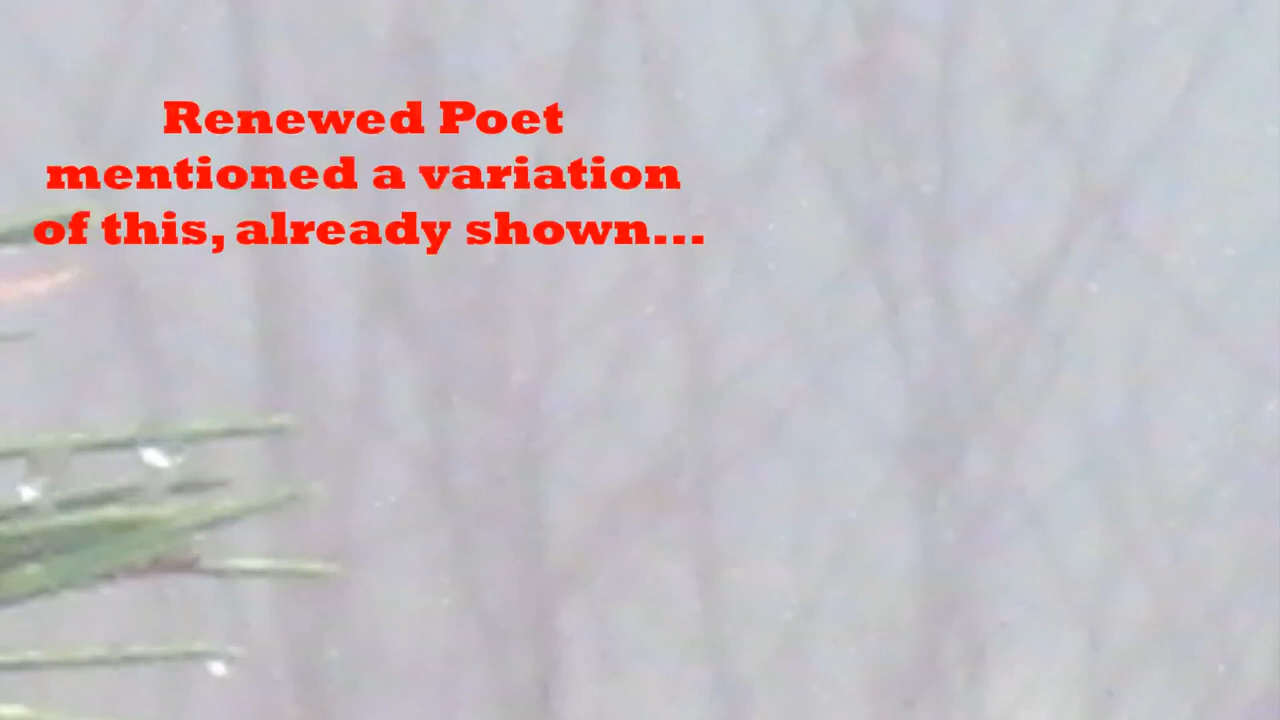 Renewed Poet
mentioned a variation
of this, already shown...